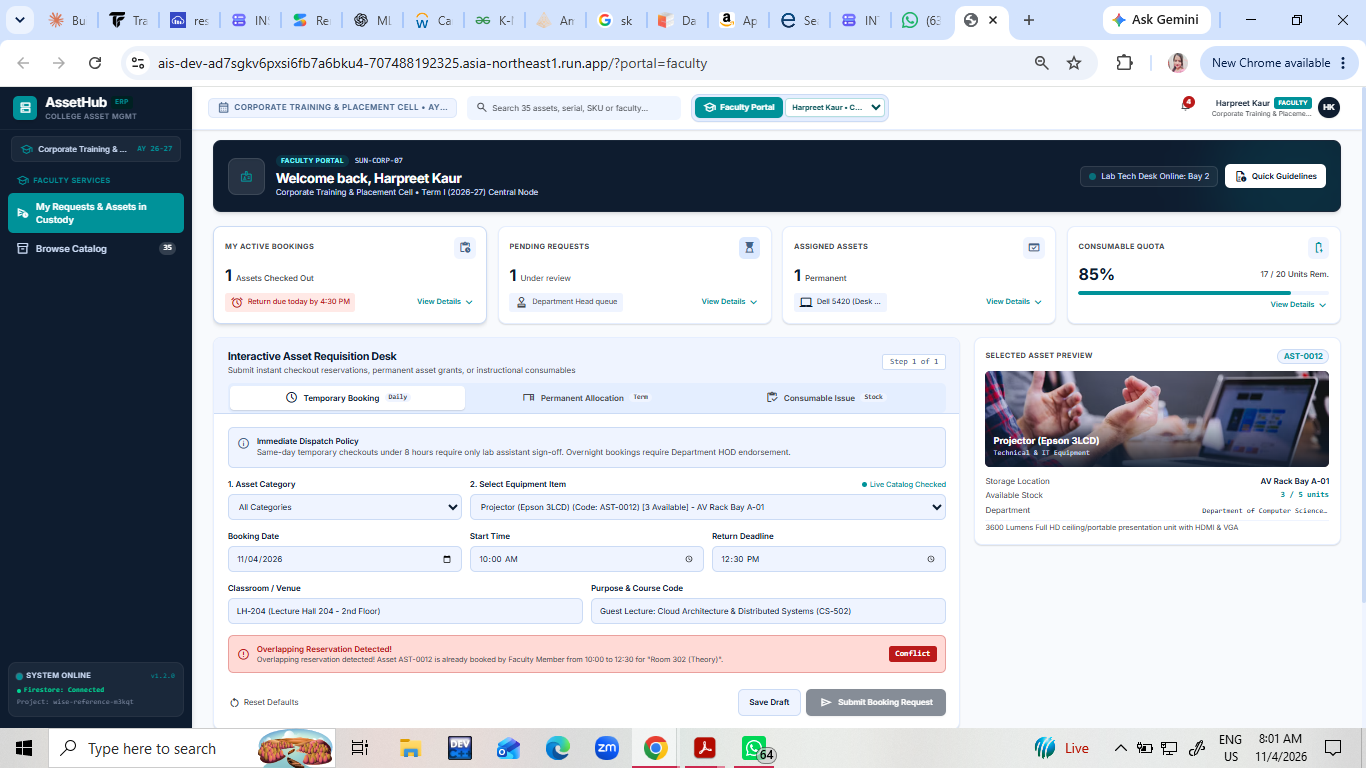 Bu
Tra
res
INS
Re
ML
Ca
K-I
An
sk
Da
Ap
Se
INT
(63
Ask Gemini
ais-dev-ad7sgkv6pxsi6fb7a6bku4-707488192325.asia-northeast1.run.app/?portal=faculty
New Chrome available
AssetHub ERP
COLLEGE ASSET MGMT
CORPORATE TRAINING & PLACEMENT CELL • AY...
Search 35 assets, serial, SKU or faculty...
Faculty Portal
Harpreet Kaur • C...
4
Harpreet Kaur FACULTY
Corporate Training & Placeme...
HK
Corporate Training & ... AY 26-27
FACULTY SERVICES
My Requests & Assets in
Custody
Browse Catalog 35
FACULTY PORTAL SUN-CORP-07
Welcome back, Harpreet Kaur
Corporate Training & Placement Cell • Term I (2026-27) Central Node
Lab Tech Desk Online: Bay 2
Quick Guidelines
MY ACTIVE BOOKINGS
1 Assets Checked Out
Return due today by 4:30 PM
View Details
PENDING REQUESTS
1 Under review
Department Head queue
View Details
ASSIGNED ASSETS
1 Permanent
Dell 5420 (Desk ...
View Details
CONSUMABLE QUOTA
85%
17 / 20 Units Rem.
View Details
Interactive Asset Requisition Desk
Submit instant checkout reservations, permanent asset grants, or instructional consumables
Step 1 of 1
Temporary Booking Daily
Permanent Allocation Term
Consumable Issue Stock
Immediate Dispatch Policy
Same-day temporary checkouts under 8 hours require only lab assistant sign-off. Overnight bookings require Department HOD endorsement.
1. Asset Category
All Categories
2. Select Equipment Item
Live Catalog Checked
Projector (Epson 3LCD) (Code: AST-0012) [3 Available] - AV Rack Bay A-01
Booking Date
11/04/2026
Start Time
10:00 AM
Return Deadline
12:30 PM
Classroom / Venue
LH-204 (Lecture Hall 204 - 2nd Floor)
Purpose & Course Code
Guest Lecture: Cloud Architecture & Distributed Systems (CS-502)
Overlapping Reservation Detected!
Overlapping reservation detected! Asset AST-0012 is already booked by Faculty Member from 10:00 to 12:30 for "Room 302 (Theory)".
Conflict
Reset Defaults
Save Draft
Submit Booking Request
SELECTED ASSET PREVIEW
AST-0012
Projector (Epson 3LCD)
Technical & IT Equipment
Storage Location AV Rack Bay A-01
Available Stock 3 / 5 units
Department Department of Computer Science…
3600 Lumens Full HD ceiling/portable presentation unit with HDMI & VGA
SYSTEM ONLINE v1.2.0
Firestore: Connected
Project: wise-reference-m3kqt
Type here to search
DEV
zm
64
Live
ENG
US
8:01 AM
11/4/2026